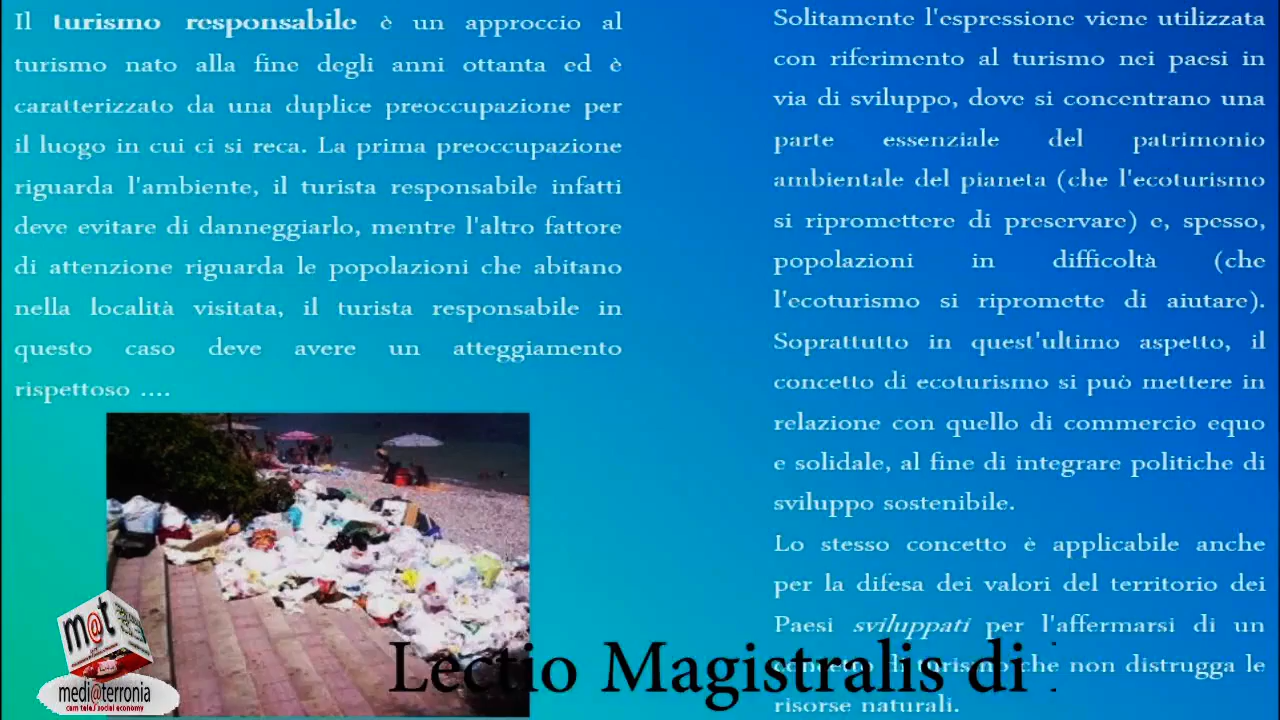 Il turismo responsabile è un approccio al
turismo nato alla fine degli anni ottanta ed è
caratterizzato da una duplice preoccupazione per
il luogo in cui ci si reca. La prima preoccupazione
riguarda l'ambiente, il turista responsabile infatti
deve evitare di danneggiarlo, mentre l'altro fattore
di attenzione riguarda le popolazioni che abitano
nella località visitata, il turista responsabile in
questo caso deve avere un atteggiamento
rispettoso ....
Solitamente l'espressione viene utilizzata
con riferimento al turismo nei paesi in
via di sviluppo, dove si concentrano una
parte essenziale del patrimonio
ambientale del pianeta (che l'ecoturismo
si ripromettere di preservare) e, spesso,
popolazioni in difficoltà (che
l'ecoturismo si ripromette di aiutare).
Soprattutto in quest'ultimo aspetto, il
concetto di ecoturismo si può mettere in
relazione con quello di commercio equo
e solidale, al fine di integrare politiche di
sviluppo sostenibile.
Lo stesso concetto è applicabile anche
per la difesa dei valori del territorio dei
Paesi sviluppati per l'affermarsi di un
concetto di turismo che non distrugga le
risorse naturali.
m@t
medi@terronia
cam tele / social economy
Lectio Magistralis di